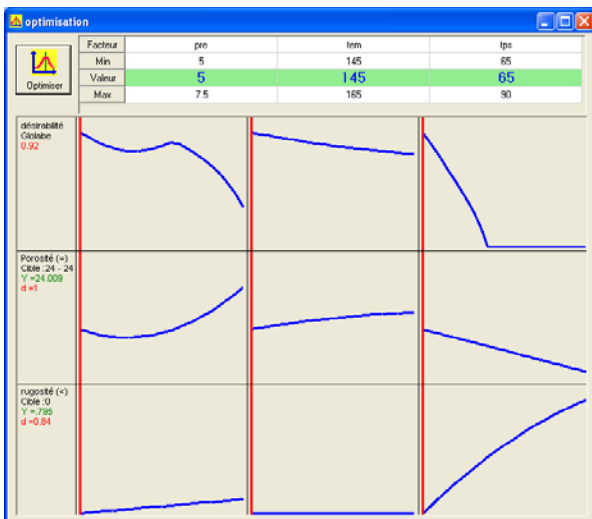 optimisation
Optimiser
Facteur pre tem tps
Min 5 145 65
Valeur 5 145 65
Max 7.5 165 90
désirabilité
Globale
0.92
Porosité (=)
Cible :24 - 24
Y =24.009
d =1
rugosité (<)
Cible :0
Y =.795
d =0.84